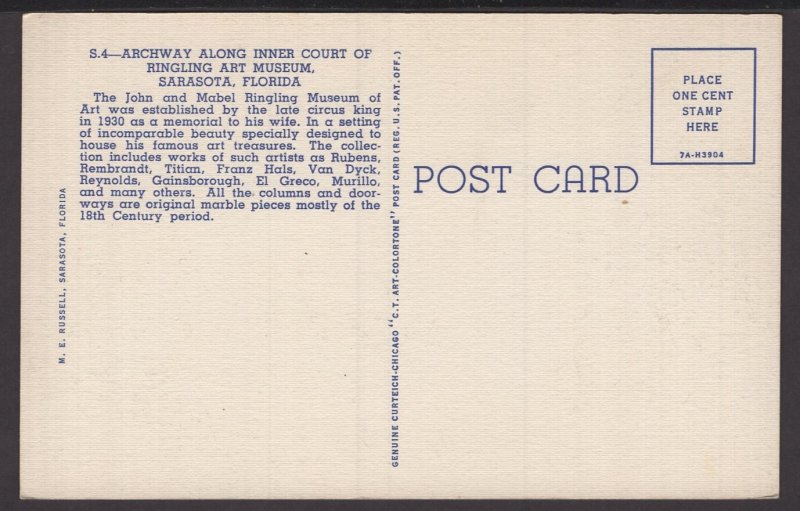 S.4—ARCHWAY ALONG INNER COURT OF
RINGLING ART MUSEUM,
SARASOTA, FLORIDA
The John and Mabel Ringling Museum of
Art was established by the late circus king
in 1930 as a memorial to his wife. In a setting
of incomparable beauty specially designed to
house his famous art treasures. The collec-
tion includes works of such artists as Rubens,
Rembrandt, Titian, Franz Hals, Van Dyck,
Reynolds, Gainsborough, El Greco, Murillo,
and many others. All the columns and door-
ways are original marble pieces mostly of the
18th Century period.
M. E. RUSSELL, SARASOTA, FLORIDA
GENUINE CURTEICH-CHICAGO "C.T. ART-COLORTONE" POST CARD (REG. U.S. PAT. OFF.)
POST CARD
PLACE
ONE CENT
STAMP
HERE
7A-H3904